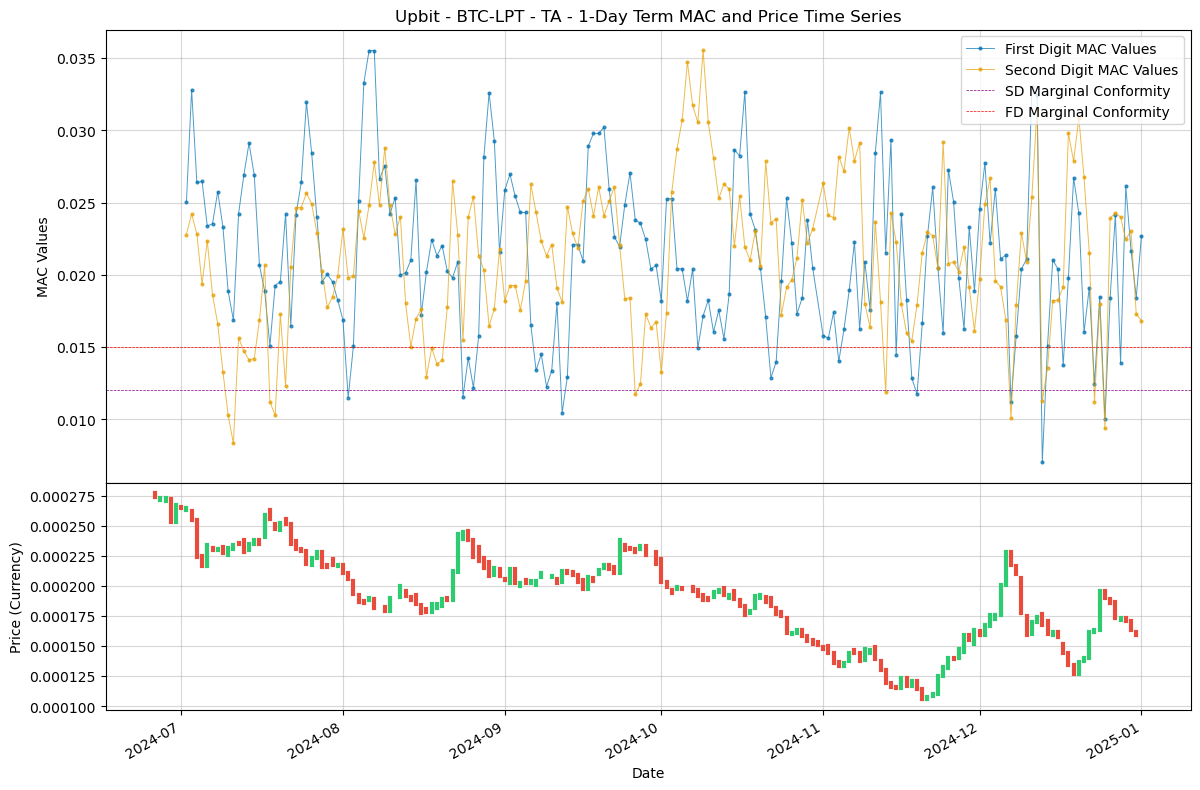 Upbit - BTC-LPT - TA - 1-Day Term MAC and Price Time Series
First Digit MAC Values
Second Digit MAC Values
SD Marginal Conformity
FD Marginal Conformity
MAC Values
0.035
0.030
0.025
0.020
0.015
0.010
Price (Currency)
0.000275
0.000250
0.000225
0.000200
0.000175
0.000150
0.000125
0.000100
2024-07
2024-08
2024-09
2024-10
2024-11
2024-12
2025-01
Date